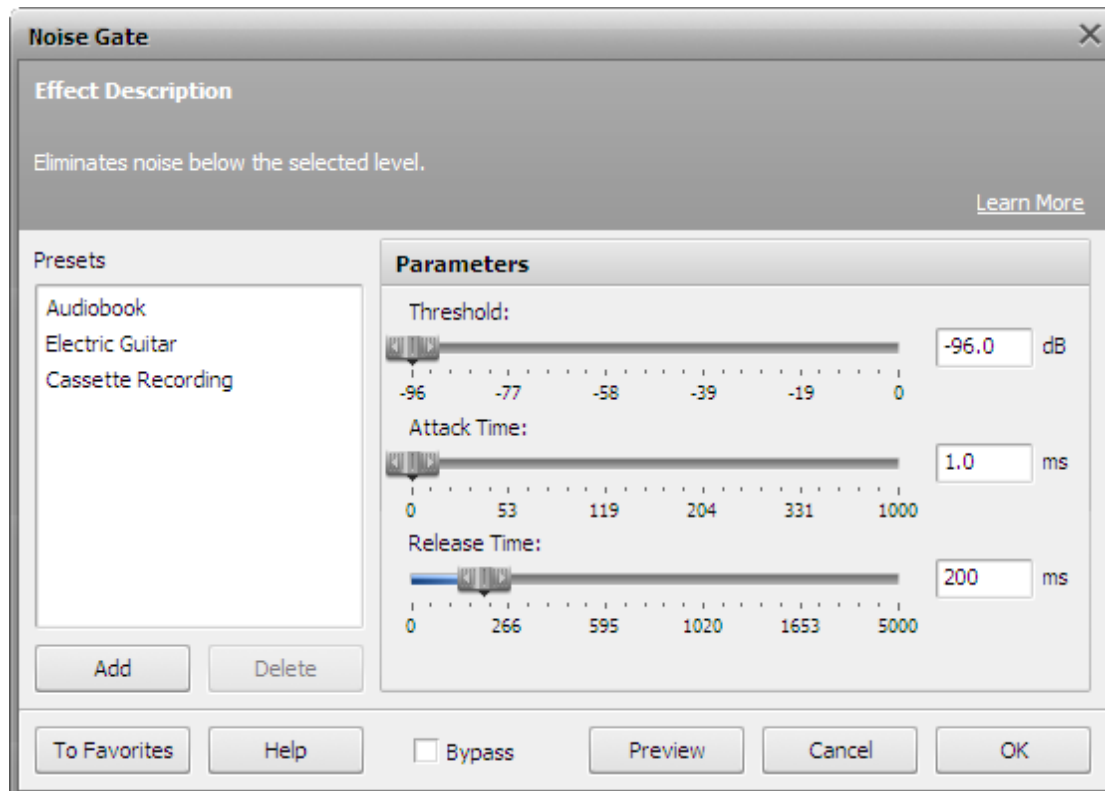 Noise Gate
Effect Description
Eliminates noise below the selected level.
Learn More
Presets
Audiobook
Electric Guitar
Cassette Recording
Add Delete
Parameters
Threshold:
-96.0 dB
-96 -77 -58 -39 -19 0
Attack Time:
1.0 ms
0 53 119 204 331 1000
Release Time:
200 ms
0 266 595 1020 1653 5000
To Favorites Help Bypass Preview Cancel OK